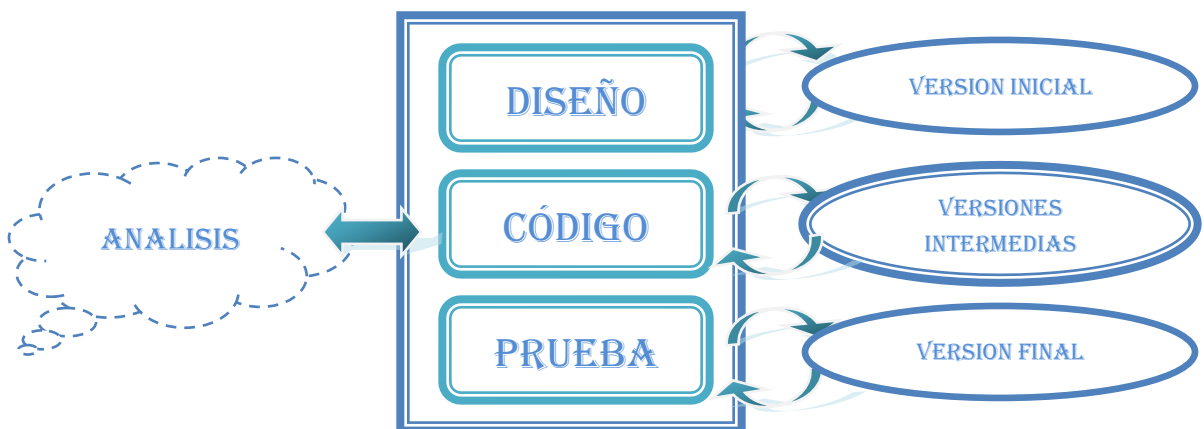 ANALISIS
DISEÑO
CÓDIGO
PRUEBA
VERSION INICIAL
VERSIONES
INTERMEDIAS
VERSION FINAL